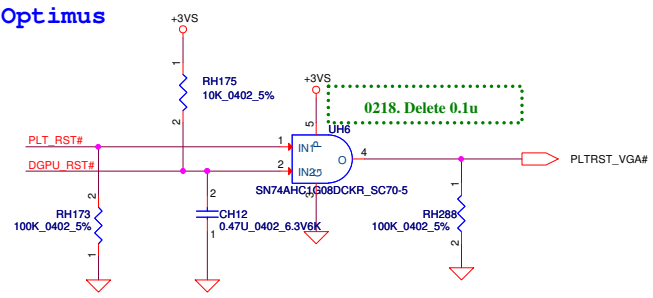 Optimus
+3VS
+3VS
1
RH175
10K_0402_5%
2
0218. Delete 0.1u
5
UH6
PLT_RST#
1
IN1
P
O
4
PLTRST_VGA#
DGPU_RST#
2
IN2
G
SN74AHC1G08DCKR_SC70-5
3
2
RH173
100K_0402_5%
1
2
CH12
0.47U_0402_6.3V6K
1
1
RH288
100K_0402_5%
2